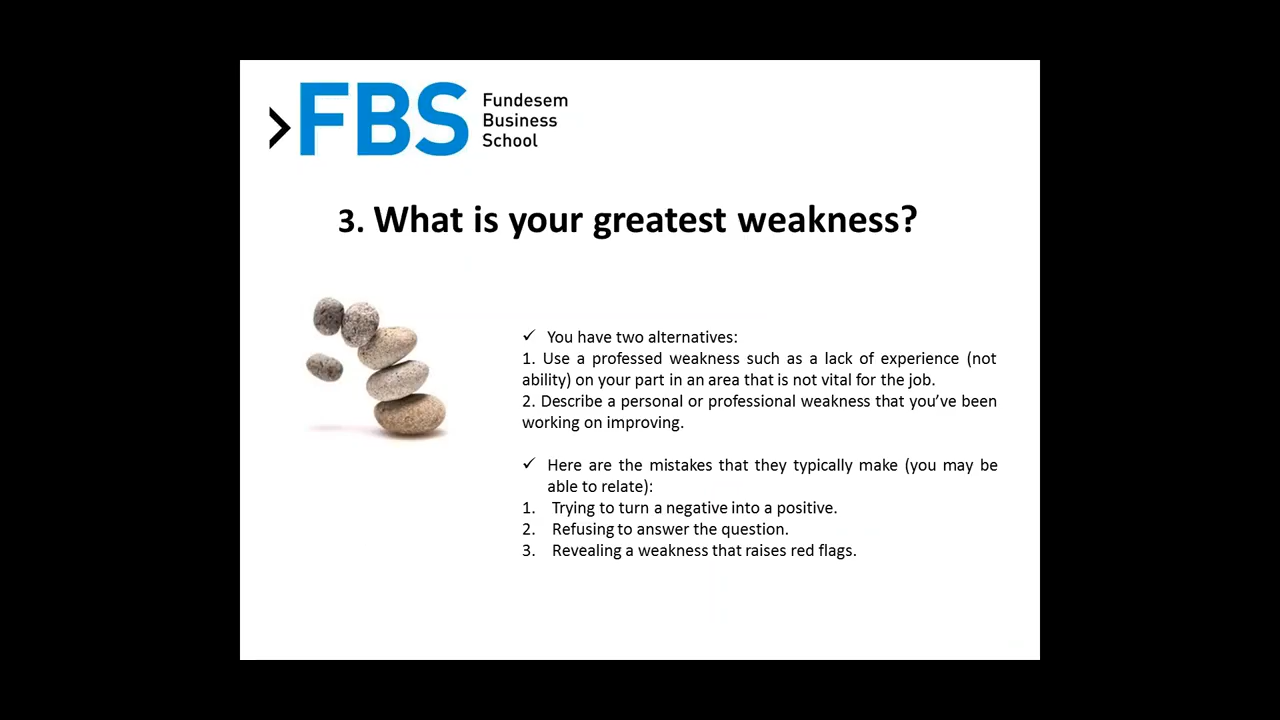 FBS
Fundesem
Business
School
3. What is your greatest weakness?
✓ You have two alternatives:
1. Use a professed weakness such as a lack of experience (not
ability) on your part in an area that is not vital for the job.
2. Describe a personal or professional weakness that you’ve been
working on improving.
✓ Here are the mistakes that they typically make (you may be
able to relate):
1. Trying to turn a negative into a positive.
2. Refusing to answer the question.
3. Revealing a weakness that raises red flags.